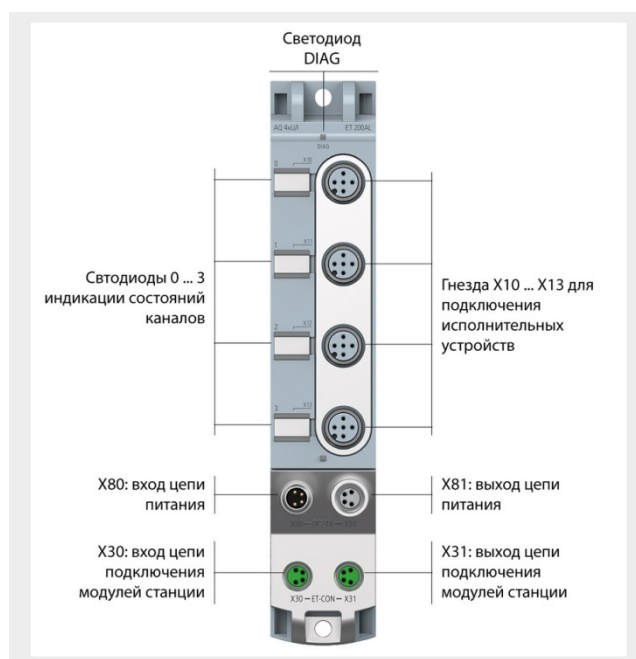 Светодиод
DIAG
AQ 4xU/I ET 200AL
DIAG
0 X10
1 X11
2 X12
3 X13
Свтодиоды 0 ... 3
индикации состояний
каналов
Гнезда X10 ... X13 для
подключения
исполнительных
устройств
X80: вход цепи
питания
X81: выход цепи
питания
X30: вход цепи
подключения
модулей станции
X31: выход цепи
подключения
модулей станции
X30 – ET-CON – X31